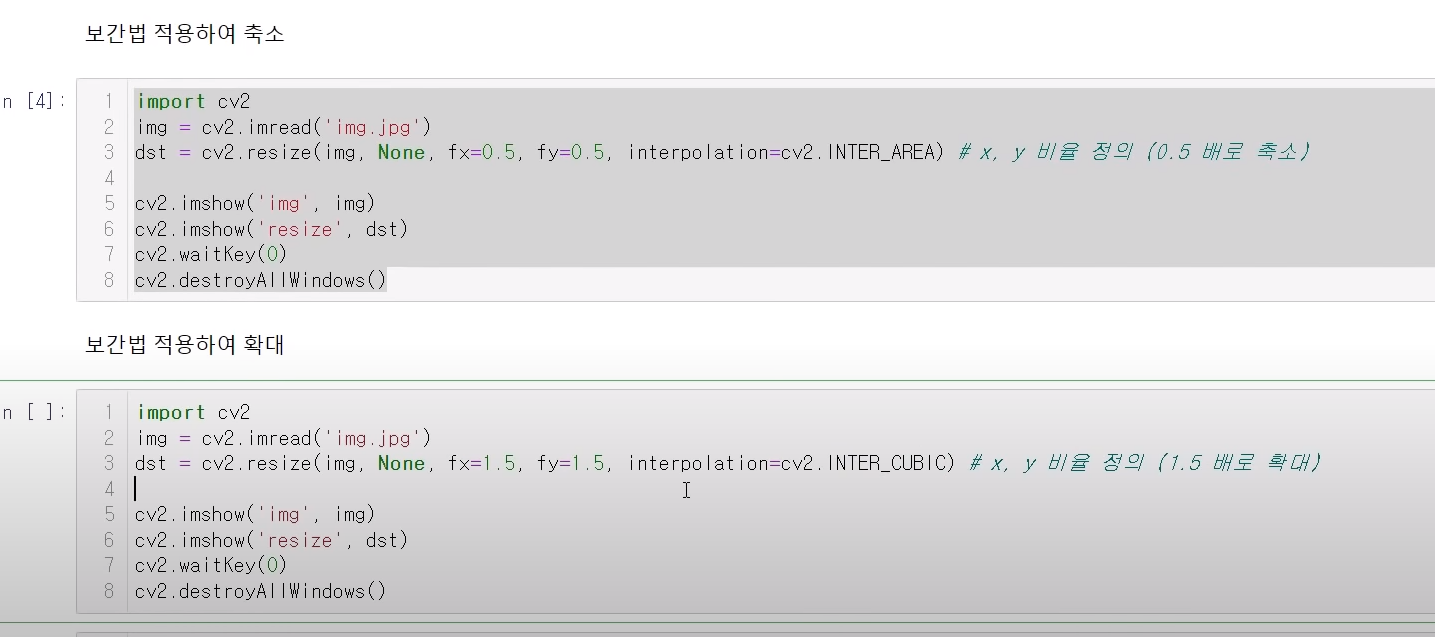 보간법 적용하여 축소
n [4]:
1 import cv2
2 img = cv2.imread('img.jpg')
3 dst = cv2.resize(img, None, fx=0.5, fy=0.5, interpolation=cv2.INTER_AREA) # x, y 비율 정의 (0.5 배로 축소)
4
5 cv2.imshow('img', img)
6 cv2.imshow('resize', dst)
7 cv2.waitKey(0)
8 cv2.destroyAllWindows()
보간법 적용하여 확대
n [ ]:
1 import cv2
2 img = cv2.imread('img.jpg')
3 dst = cv2.resize(img, None, fx=1.5, fy=1.5, interpolation=cv2.INTER_CUBIC) # x, y 비율 정의 (1.5 배로 확대)
4
5 cv2.imshow('img', img)
6 cv2.imshow('resize', dst)
7 cv2.waitKey(0)
8 cv2.destroyAllWindows()